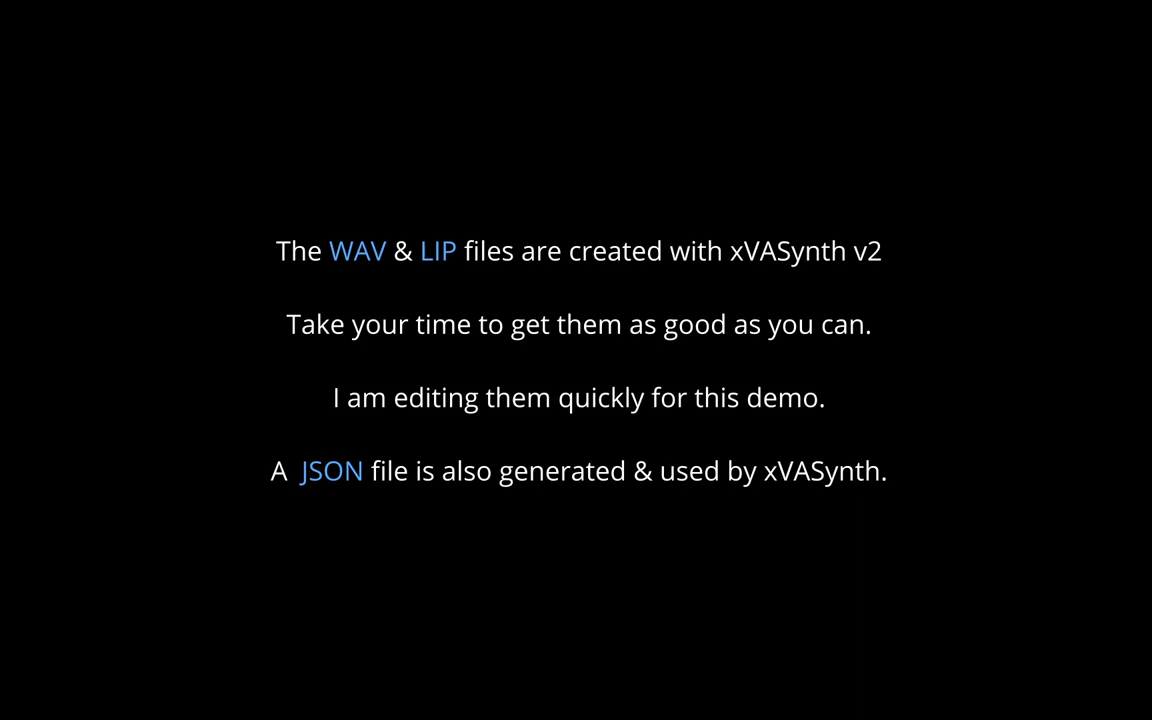 The WAV & LIP files are created with xVASynth v2
Take your time to get them as good as you can.
I am editing them quickly for this demo.
A JSON file is also generated & used by xVASynth.